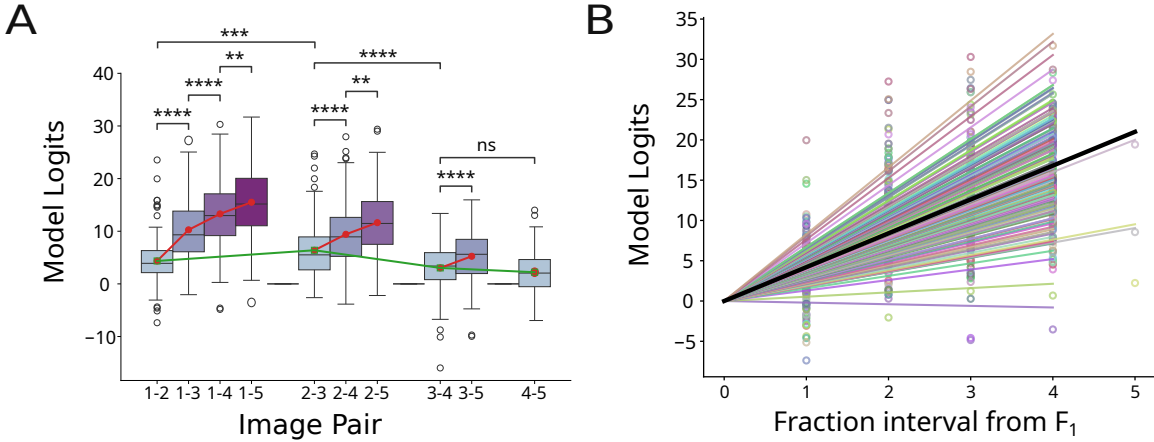 A
***
****
**
****
**
****
****
ns
****
40
30
20
10
0
−10
Model Logits
1-2 1-3 1-4 1-5 2-3 2-4 2-5 3-4 3-5 4-5
Image Pair
B
35
30
25
20
15
10
5
0
−5
Model Logits
0 1 2 3 4 5
Fraction interval from F₁